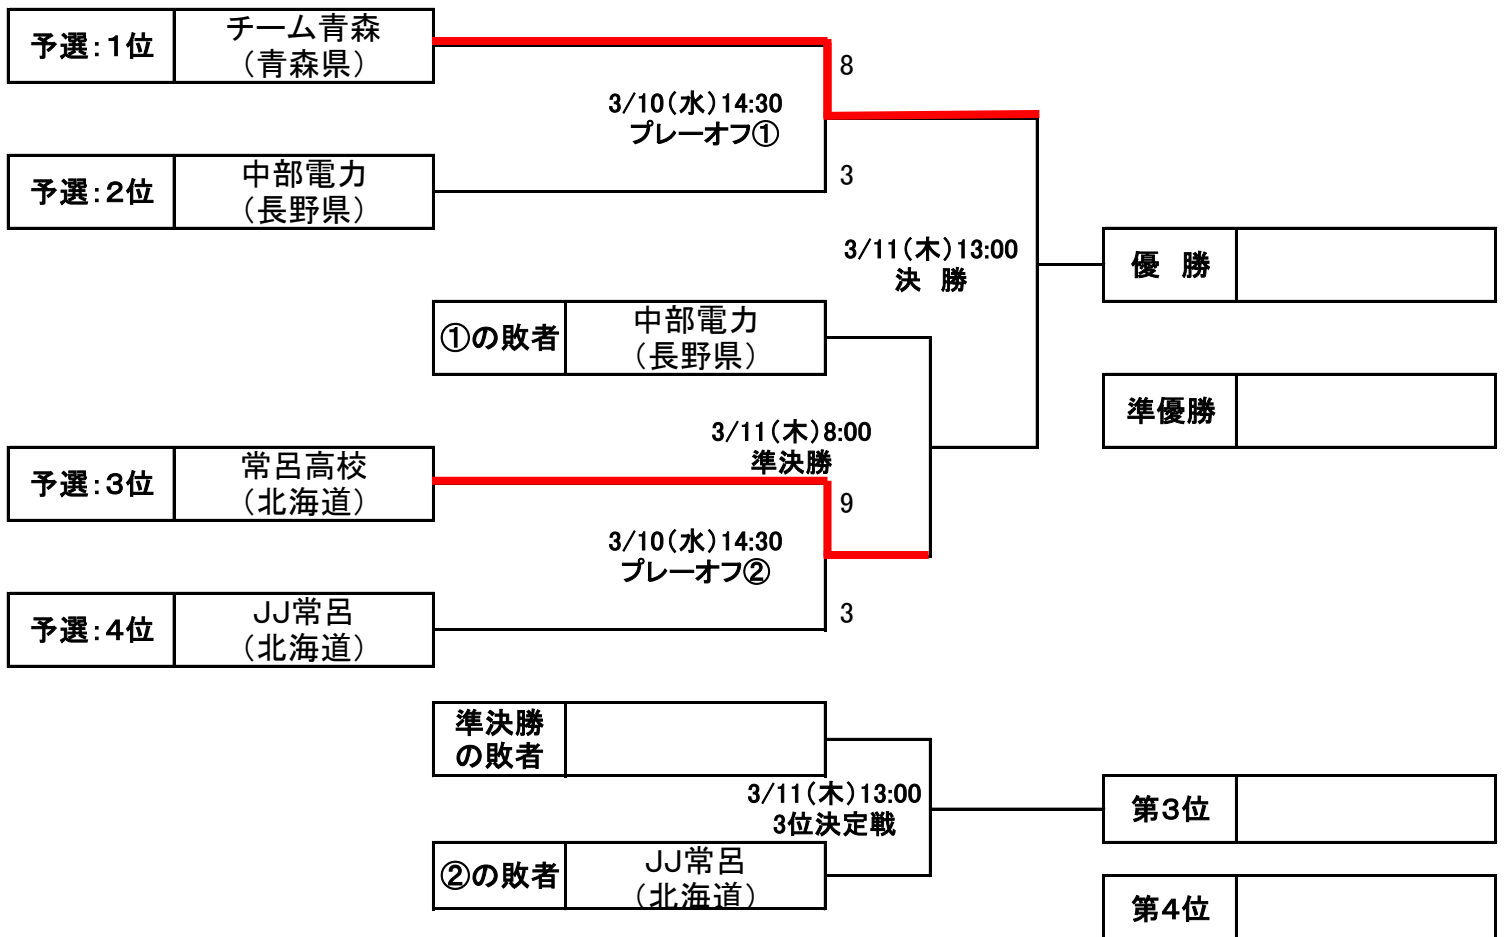 予選:1位
チーム青森
（青森県）
8
3/10(水)14:30
プレーオフ①
予選:2位
中部電力
（長野県）
3
3/11(木)13:00
決　勝
優　勝
①の敗者
中部電力
（長野県）
準優勝
3/11(木)8:00
準決勝
予選:3位
常呂高校
（北海道）
9
3/10(水)14:30
プレーオフ②
予選:4位
JJ常呂
（北海道）
3
準決勝
の敗者
3/11(木)13:00
3位決定戦
第3位
②の敗者
JJ常呂
（北海道）
第4位